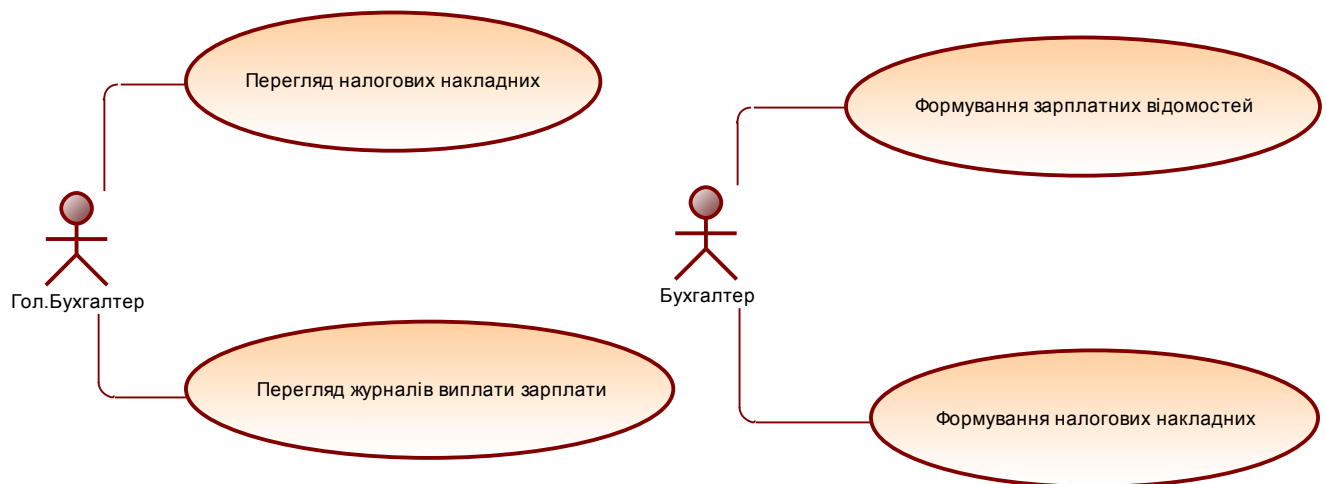 Перегляд налогових накладних
Формування зарплатних відомостей
Гол.Бухгалтер
Бухгалтер
Перегляд журналів виплати зарплати
Формування налогових накладних